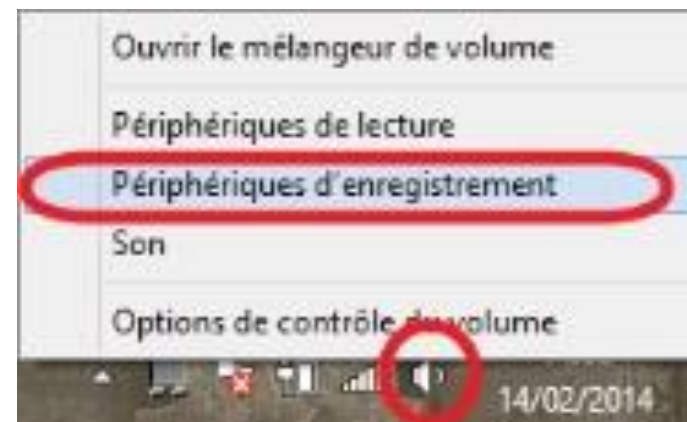 Ouvrir le mélangeur de volume
Périphériques de lecture
Périphériques d'enregistrement
Son
Options de contrôle du volume
14/02/2014